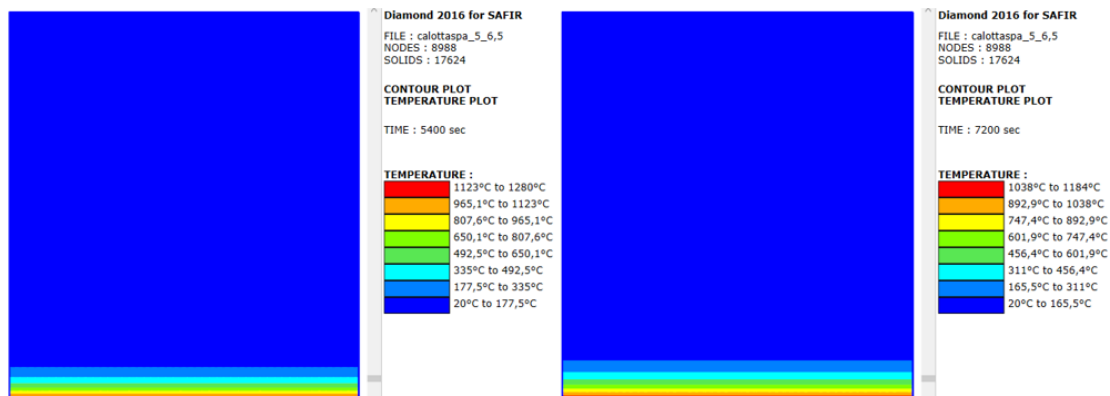 Diamond 2016 for SAFIR
FILE : calottaspa_5_6,5
NODES : 8988
SOLIDS : 17624
CONTOUR PLOT
TEMPERATURE PLOT
TIME : 5400 sec
TEMPERATURE :
1123°C to 1280°C
965,1°C to 1123°C
807,6°C to 965,1°C
650,1°C to 807,6°C
492,5°C to 650,1°C
335°C to 492,5°C
177,5°C to 335°C
20°C to 177,5°C
Diamond 2016 for SAFIR
FILE : calottaspa_5_6,5
NODES : 8988
SOLIDS : 17624
CONTOUR PLOT
TEMPERATURE PLOT
TIME : 7200 sec
TEMPERATURE :
1038°C to 1184°C
892,9°C to 1038°C
747,4°C to 892,9°C
601,9°C to 747,4°C
456,4°C to 601,9°C
311°C to 456,4°C
165,5°C to 311°C
20°C to 165,5°C